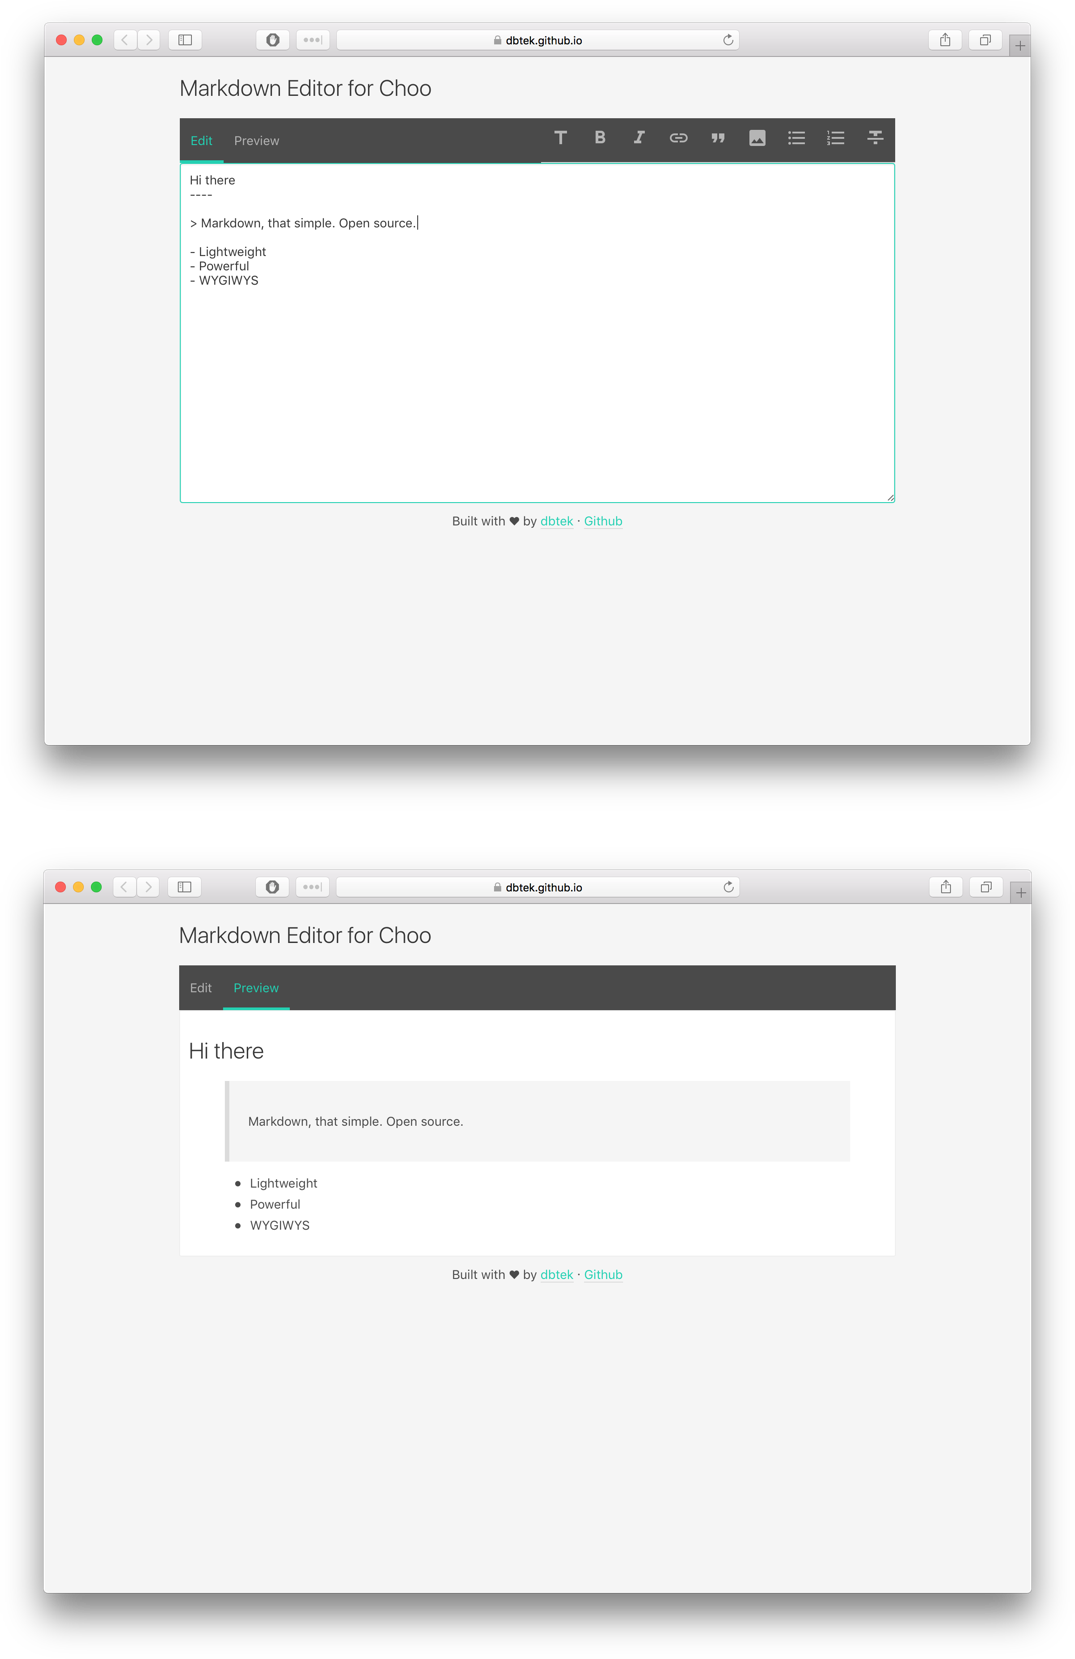 dbtek.github.io
Markdown Editor for Choo
Edit Preview T B I
Hi there
----
> Markdown, that simple. Open source.
- Lightweight
- Powerful
- WYGIWYS
Built with ♥ by dbtek · Github
dbtek.github.io
Markdown Editor for Choo
Edit Preview
Hi there
Markdown, that simple. Open source.
• Lightweight
• Powerful
• WYGIWYS
Built with ♥ by dbtek · Github